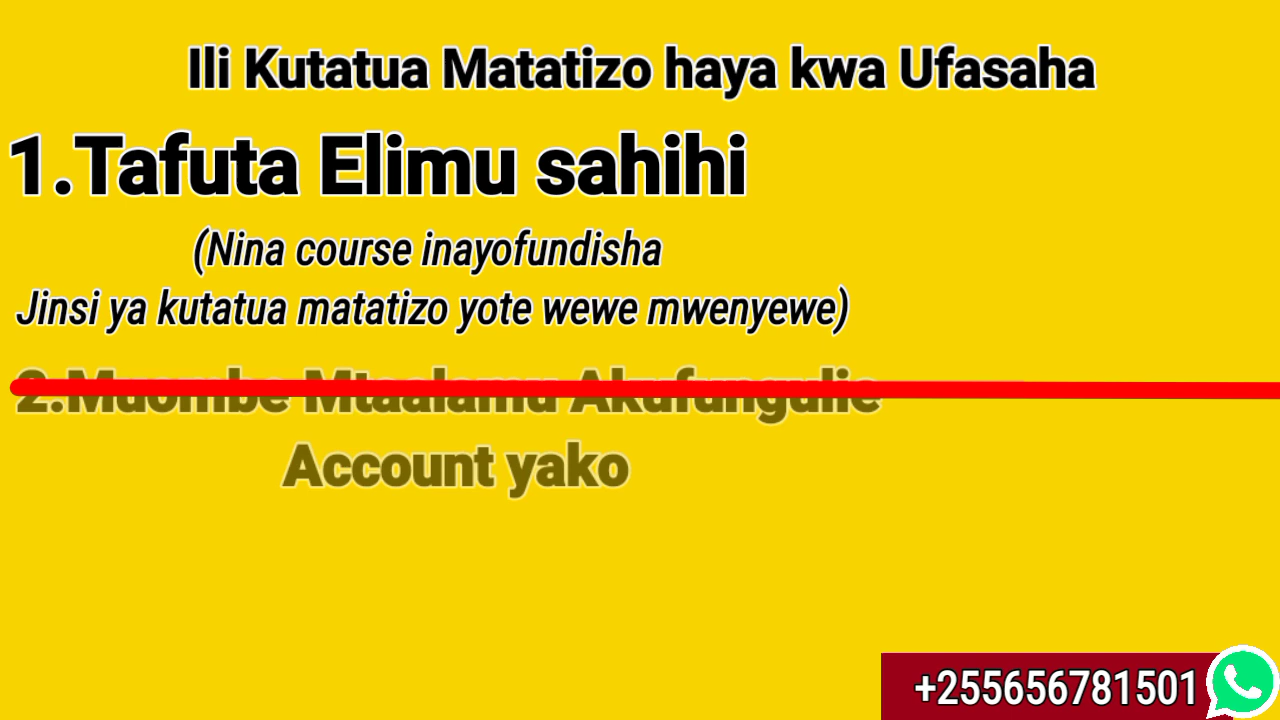 Ili Kutatua Matatizo haya kwa Ufasaha
1.Tafuta Elimu sahihi
(Nina course inayofundisha
Jinsi ya kutatua matatizo yote wewe mwenyewe)
2.Muombe Mtaalamu Akufungulie
Account yako
+255656781501